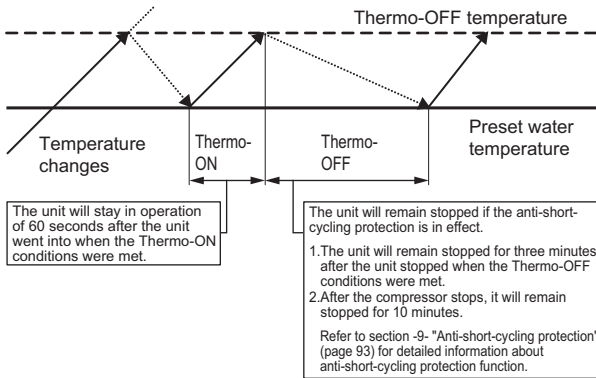 Thermo-OFF temperature
Temperature
changes
Thermo-
ON
Thermo-
OFF
Preset water
temperature
The unit will stay in operation
of 60 seconds after the unit
went into when the Thermo-ON
conditions were met.
The unit will remain stopped if the anti-short-
cycling protection is in effect.
1.The unit will remain stopped for three minutes
after the unit stopped when the Thermo-OFF
conditions were met.
2.After the compressor stops, it will remain
stopped for 10 minutes.
Refer to section -9- "Anti-short-cycling protection"
(page 93) for detailed information about
anti-short-cycling protection function.